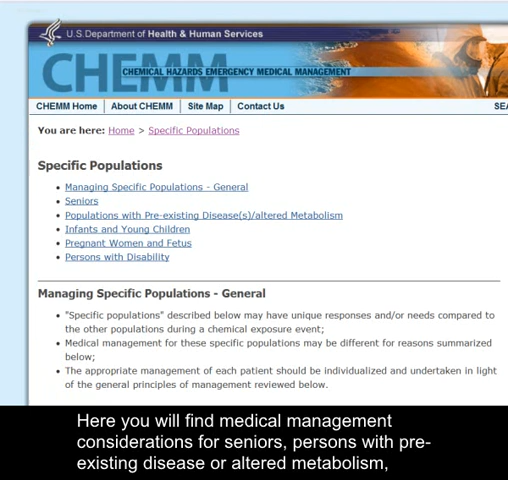 U.S. Department of Health & Human Services
CHEMM
CHEMICAL HAZARDS EMERGENCY MEDICAL MANAGEMENT
CHEMM Home | About CHEMM | Site Map | Contact Us
You are here: Home > Specific Populations
Specific Populations
• Managing Specific Populations - General
• Seniors
• Populations with Pre-existing Disease(s)/altered Metabolism
• Infants and Young Children
• Pregnant Women and Fetus
• Persons with Disability
Managing Specific Populations - General
• "Specific populations" described below may have unique responses and/or needs compared to
the other populations during a chemical exposure event;
• Medical management for these specific populations may be different for reasons summarized
below;
• The appropriate management of each patient should be individualized and undertaken in light
of the general principles of management reviewed below.
Here you will find medical management
considerations for seniors, persons with pre-
existing disease or altered metabolism,